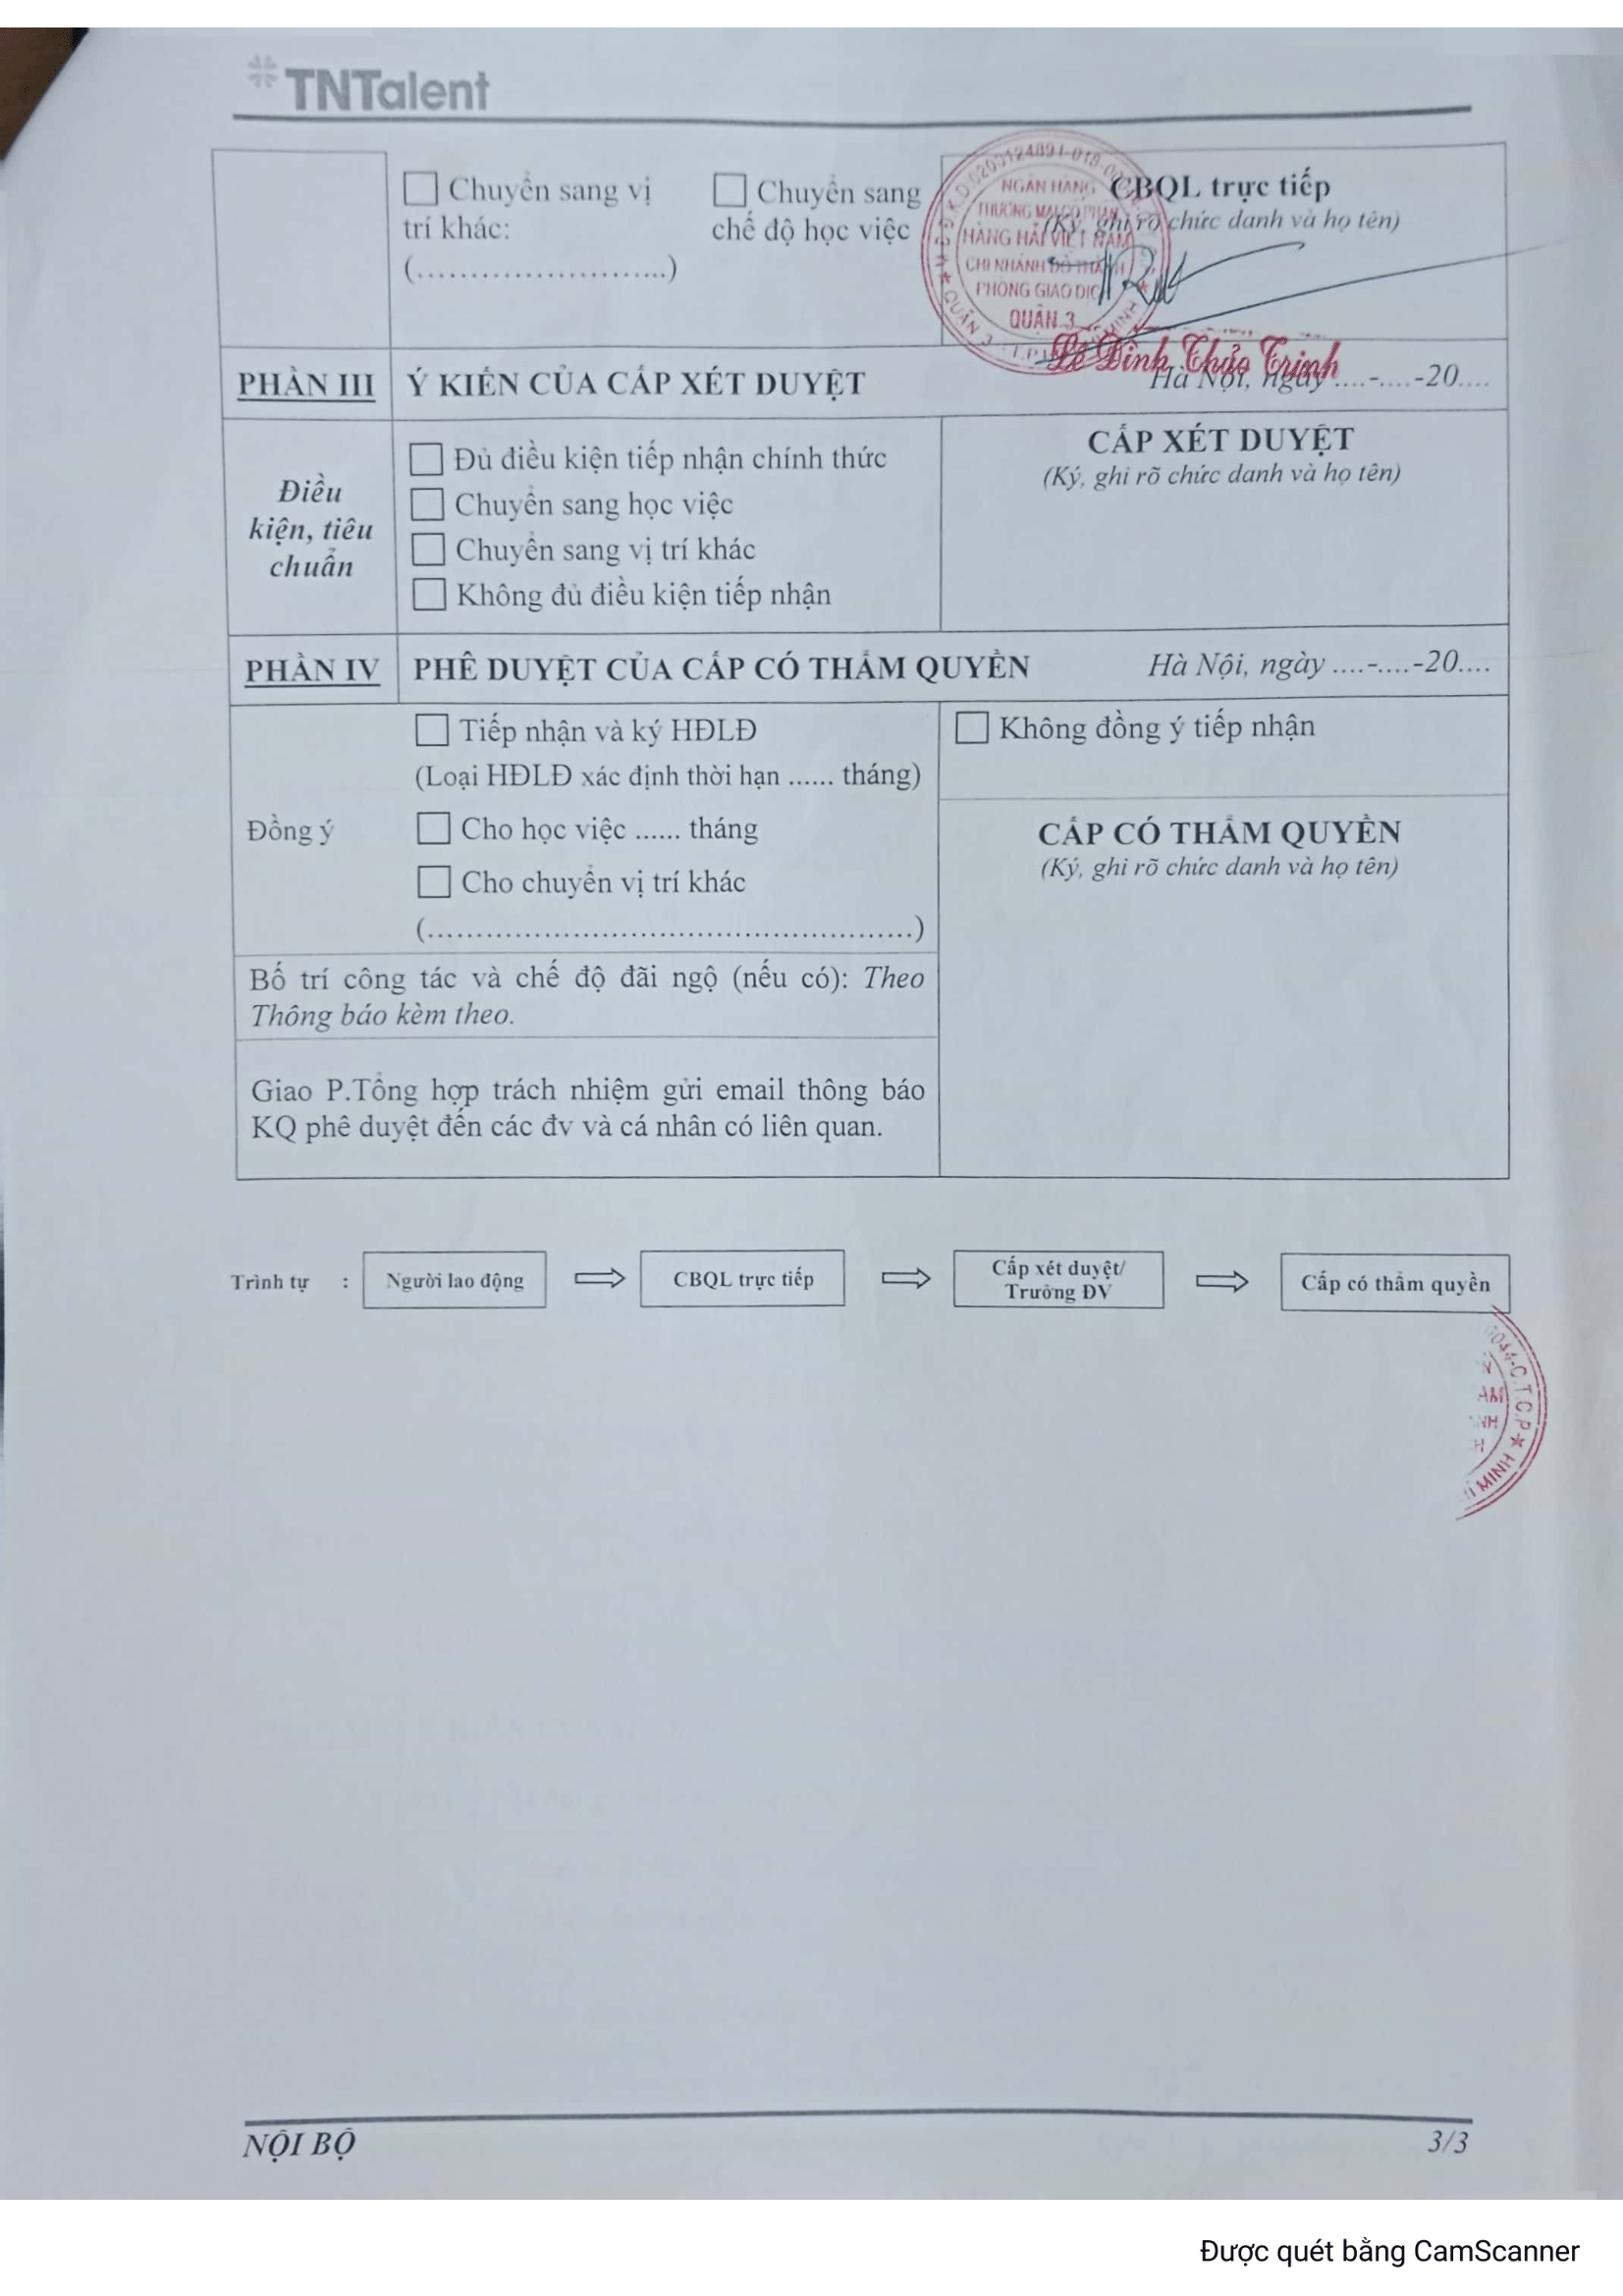 TNTalent
☐ Chuyển sang vị trí khác:
(..........................)
☐ Chuyển sang chế độ học việc
CBQL trực tiếp
(Ký, ghi rõ chức danh và họ tên)
NGÂN HÀNG
THƯƠNG MẠI CỔ PHẦN
HÀNG HẢI VIỆT NAM
CHI NHÁNH ĐÔ THÀNH
PHÒNG GIAO DỊCH
QUẬN 3
Lê Đình Thảo Trinh
PHẦN III Ý KIẾN CỦA CẤP XÉT DUYỆT Hà Nội, ngày ....-....-20....
Điều kiện, tiêu chuẩn
☐ Đủ điều kiện tiếp nhận chính thức
☐ Chuyển sang học việc
☐ Chuyển sang vị trí khác
☐ Không đủ điều kiện tiếp nhận
CẤP XÉT DUYỆT
(Ký, ghi rõ chức danh và họ tên)
PHẦN IV PHÊ DUYỆT CỦA CẤP CÓ THẨM QUYỀN Hà Nội, ngày ....-....-20....
Đồng ý
☐ Tiếp nhận và ký HĐLĐ
(Loại HĐLĐ xác định thời hạn ...... tháng)
☐ Cho học việc ...... tháng
☐ Cho chuyển vị trí khác
(..................................................)
☐ Không đồng ý tiếp nhận
CẤP CÓ THẨM QUYỀN
(Ký, ghi rõ chức danh và họ tên)
Bố trí công tác và chế độ đãi ngộ (nếu có): Theo
Thông báo kèm theo.
Giao P.Tổng hợp trách nhiệm gửi email thông báo
KQ phê duyệt đến các đv và cá nhân có liên quan.
Trình tự : Người lao động ⇒ CBQL trực tiếp ⇒ Cấp xét duyệt/ Trưởng ĐV ⇒ Cấp có thẩm quyền
0044-C.T.C.P ★ H
AM
NH
H
MINH
NỘI BỘ
3/3
Được quét bằng CamScanner